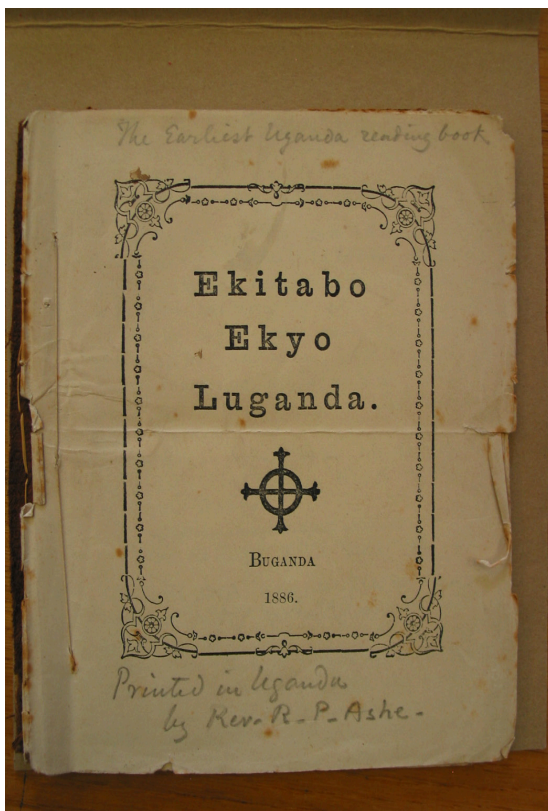 The Earliest Uganda reading book
Ekitabo
Ekyo
Luganda.
BUGANDA
1886.
Printed in Uganda
by Rev. R. P. Ashe.